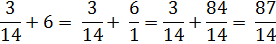 3/14 + 6 = 3/14 + 6/1 = 3/14 + 84/14 = 87/14